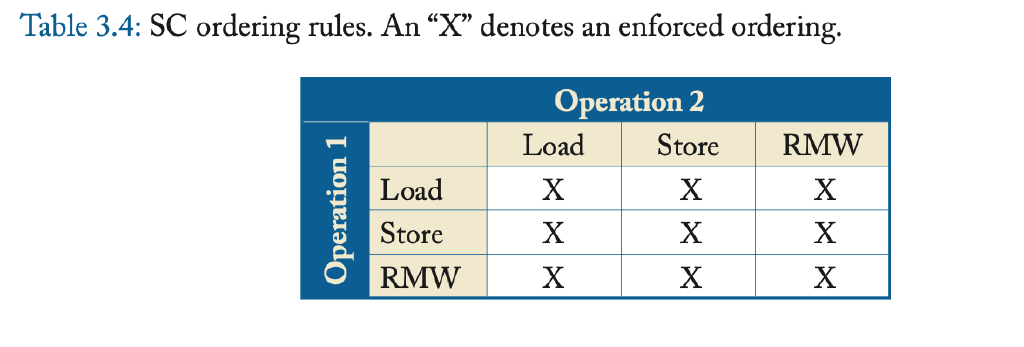 Table 3.4: SC ordering rules. An “X” denotes an enforced ordering.
Operation 2
Operation 1
Load Store RMW
Load X X X
Store X X X
RMW X X X